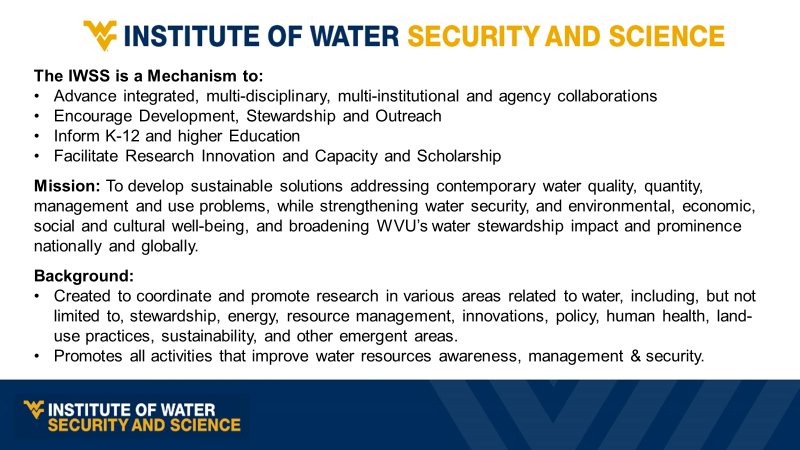 INSTITUTE OF WATER SECURITY AND SCIENCE
The IWSS is a Mechanism to:
• Advance integrated, multi-disciplinary, multi-institutional and agency collaborations
• Encourage Development, Stewardship and Outreach
• Inform K-12 and higher Education
• Facilitate Research Innovation and Capacity and Scholarship
Mission: To develop sustainable solutions addressing contemporary water quality, quantity,
management and use problems, while strengthening water security, and environmental, economic,
social and cultural well-being, and broadening WVU's water stewardship impact and prominence
nationally and globally.
Background:
• Created to coordinate and promote research in various areas related to water, including, but not
limited to, stewardship, energy, resource management, innovations, policy, human health, land-
use practices, sustainability, and other emergent areas.
• Promotes all activities that improve water resources awareness, management & security.
INSTITUTE OF WATER
SECURITY AND SCIENCE